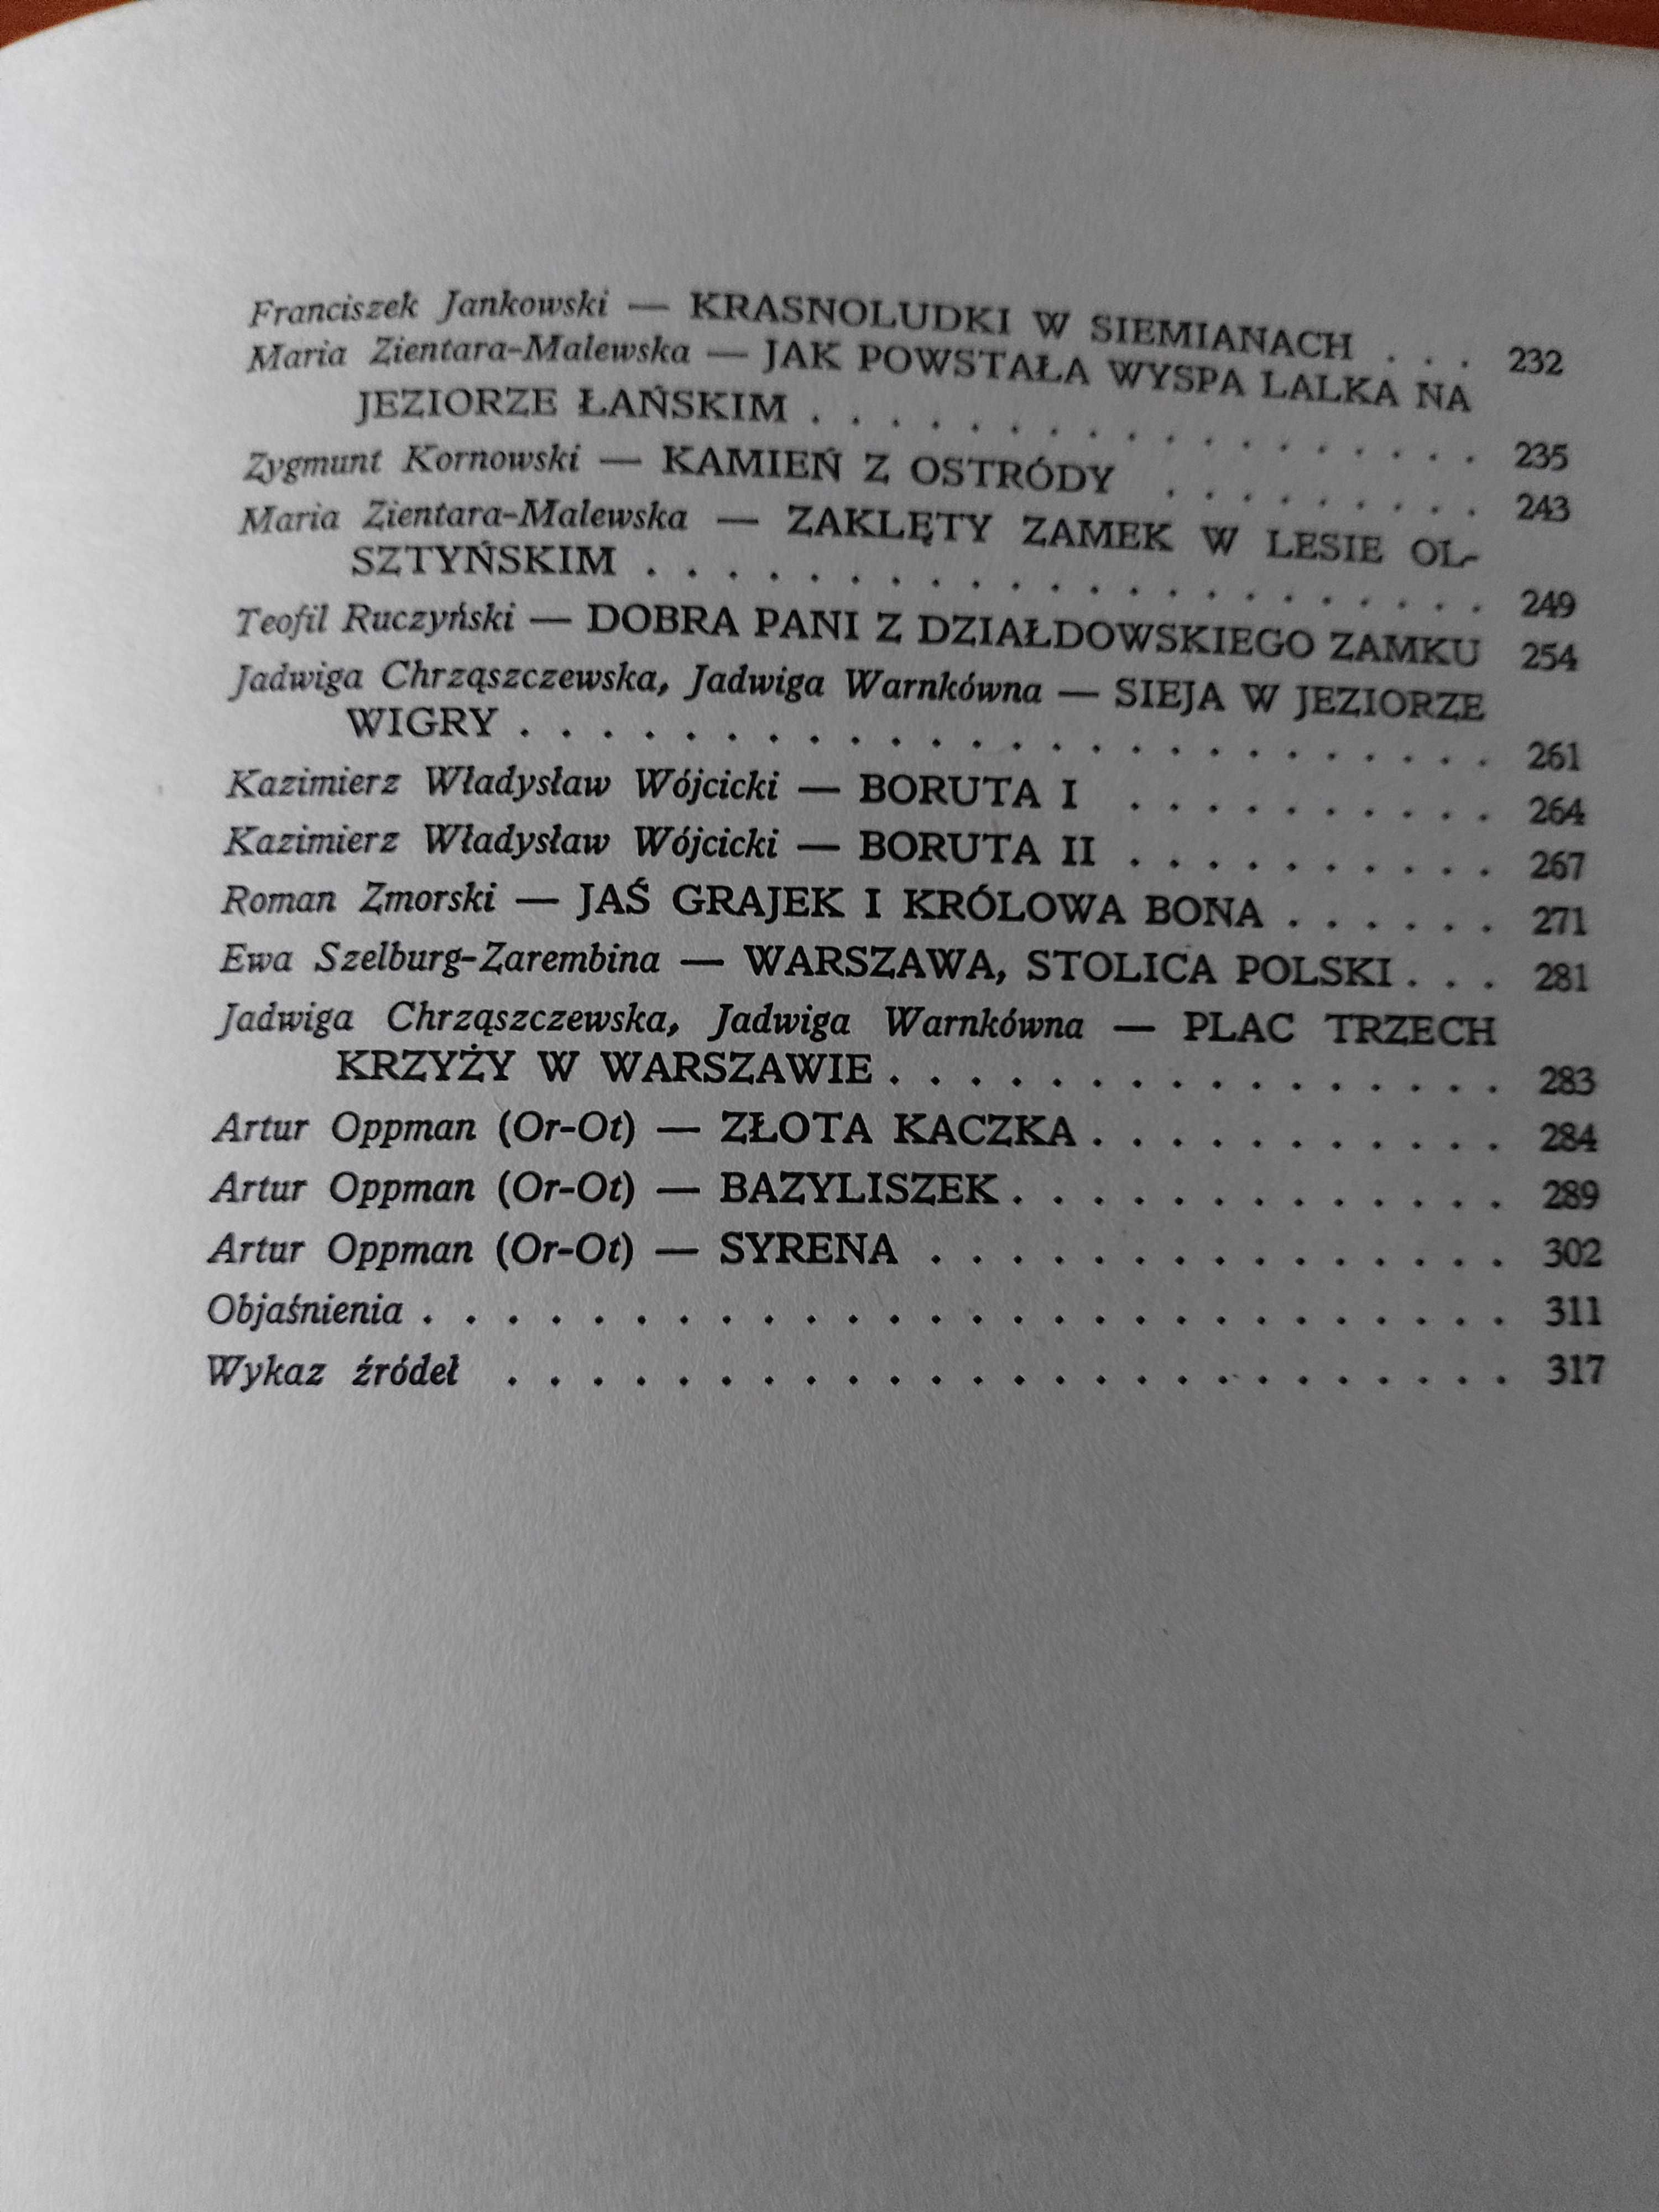 Franciszek Jankowski — KRASNOLUDKI W SIEMIANACH . . . 232
Maria Zientara-Malewska — JAK POWSTAŁA WYSPA LALKA NA
JEZIORZE ŁAŃSKIM . . . . . . . . . . . . . . . . . 235
Zygmunt Kornowski — KAMIEŃ Z OSTRÓDY . . . . . . . . . 243
Maria Zientara-Malewska — ZAKLĘTY ZAMEK W LESIE OL-
SZTYŃSKIM . . . . . . . . . . . . . . . . . . . . . 249
Teofil Ruczyński — DOBRA PANI Z DZIAŁDOWSKIEGO ZAMKU 254
Jadwiga Chrząszczewska, Jadwiga Warnkówna — SIEJA W JEZIORZE
WIGRY . . . . . . . . . . . . . . . . . . . . . . . . 261
Kazimierz Władysław Wójcicki — BORUTA I . . . . . . . . . 264
Kazimierz Władysław Wójcicki — BORUTA II . . . . . . . . . 267
Roman Zmorski — JAŚ GRAJEK I KRÓLOWA BONA . . . . . . 271
Ewa Szelburg-Zarembina — WARSZAWA, STOLICA POLSKI . . . 281
Jadwiga Chrząszczewska, Jadwiga Warnkówna — PLAC TRZECH
KRZYŻY W WARSZAWIE . . . . . . . . . . . . . . . . 283
Artur Oppman (Or-Ot) — ZŁOTA KACZKA . . . . . . . . . . . 284
Artur Oppman (Or-Ot) — BAZYLISZEK . . . . . . . . . . . . . 289
Artur Oppman (Or-Ot) — SYRENA . . . . . . . . . . . . . . . 302
Objaśnienia . . . . . . . . . . . . . . . . . . . . . . . . . . 311
Wykaz źródeł . . . . . . . . . . . . . . . . . . . . . . . . 317